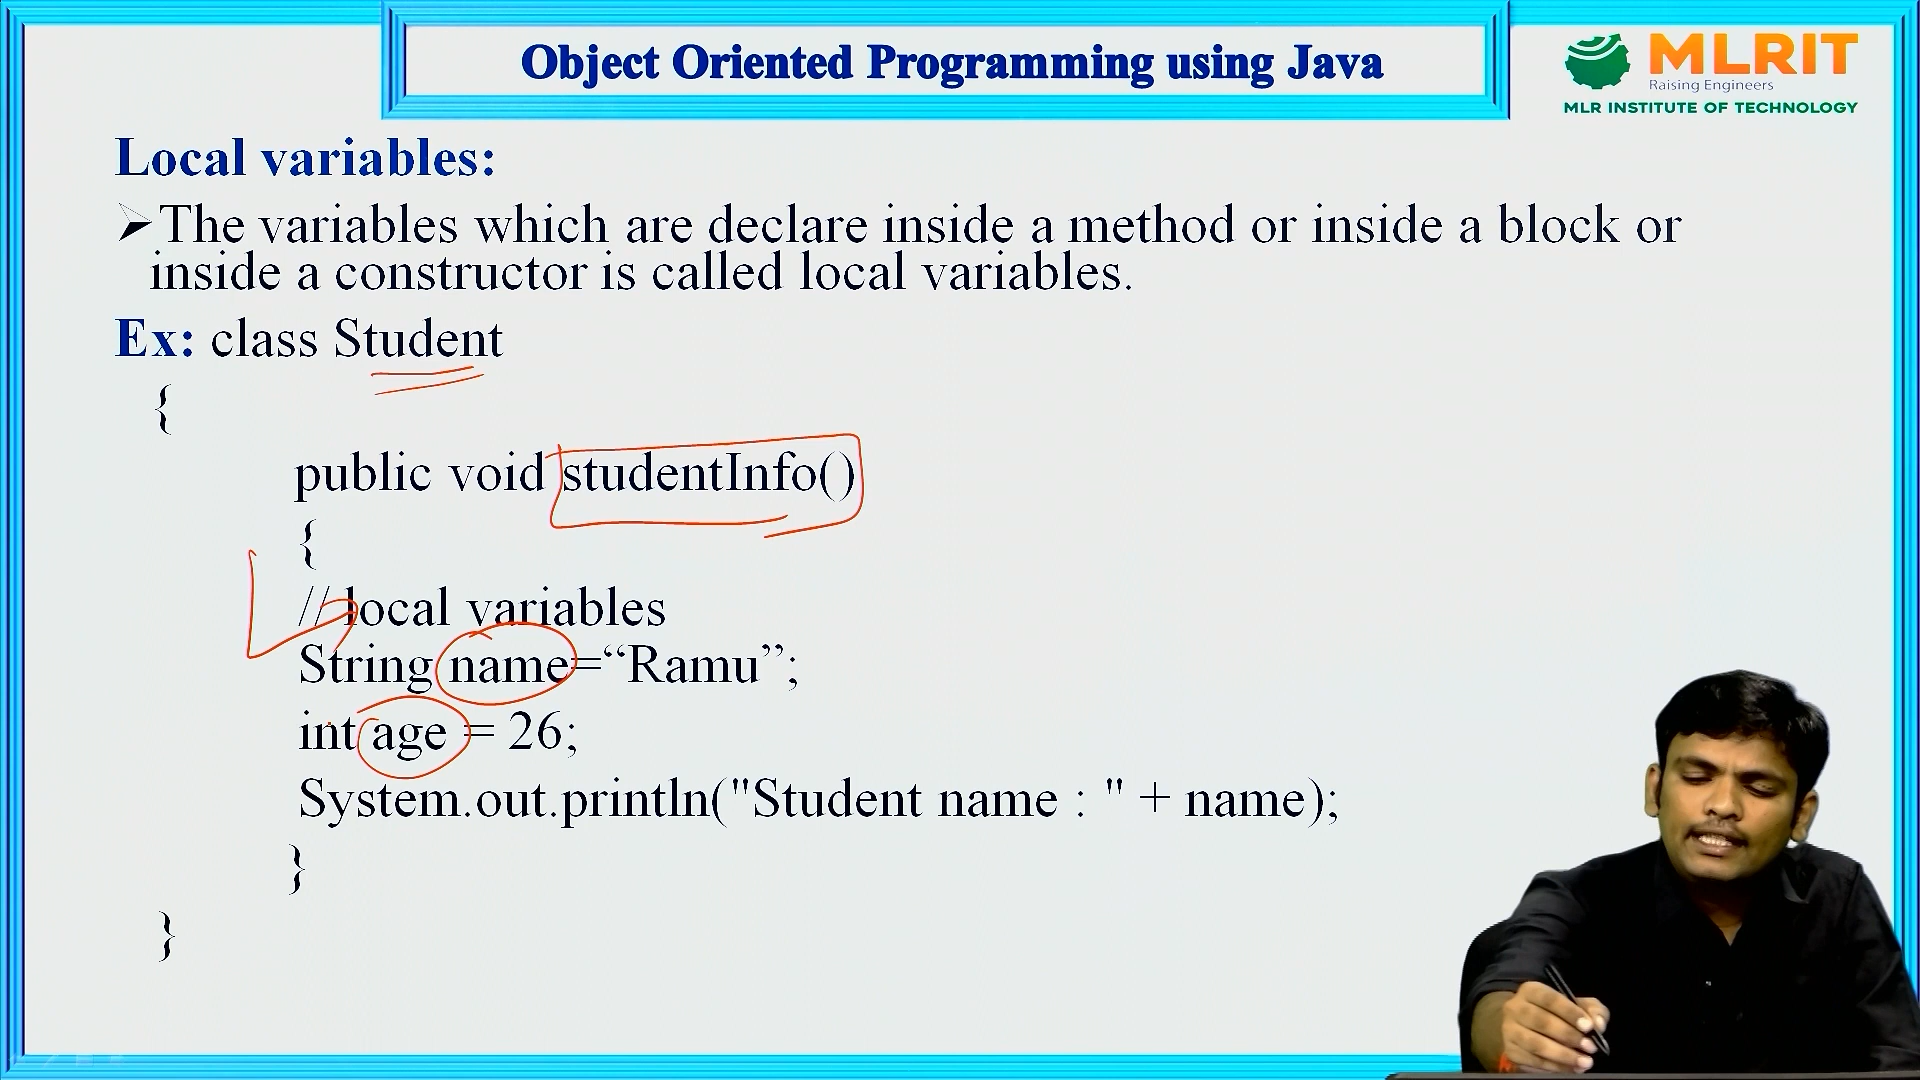 Object Oriented Programming using Java
MLRIT
Raising Engineers
MLR INSTITUTE OF TECHNOLOGY
Local variables:
➢The variables which are declare inside a method or inside a block or
inside a constructor is called local variables.
Ex: class Student
{
public void studentInfo()
{
// local variables
String name=“Ramu”;
int age = 26;
System.out.println("Student name : " + name);
}
}